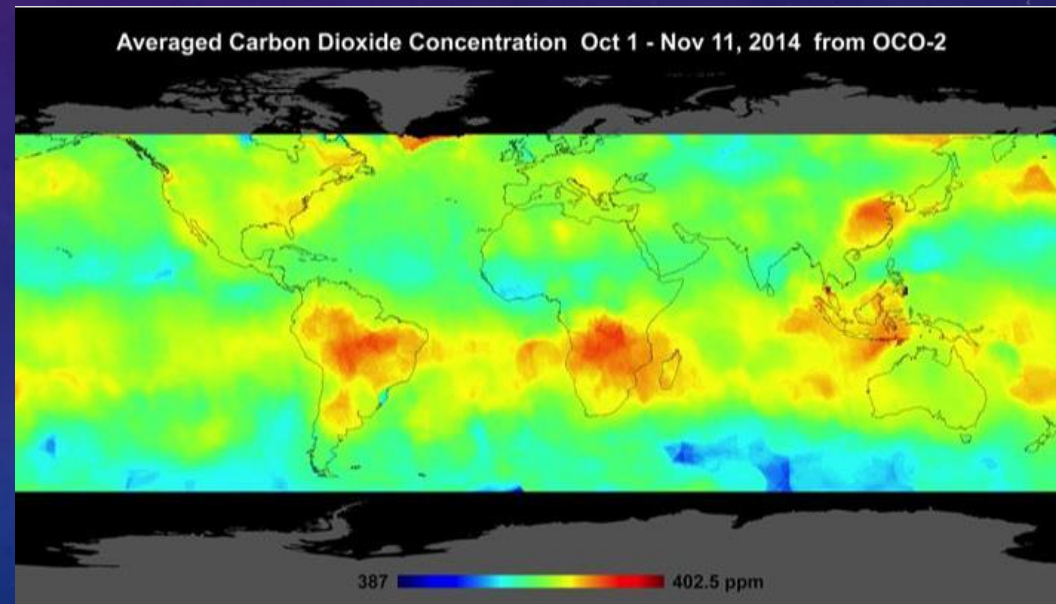 Averaged Carbon Dioxide Concentration Oct 1 - Nov 11, 2014 from OCO-2
387 402.5 ppm